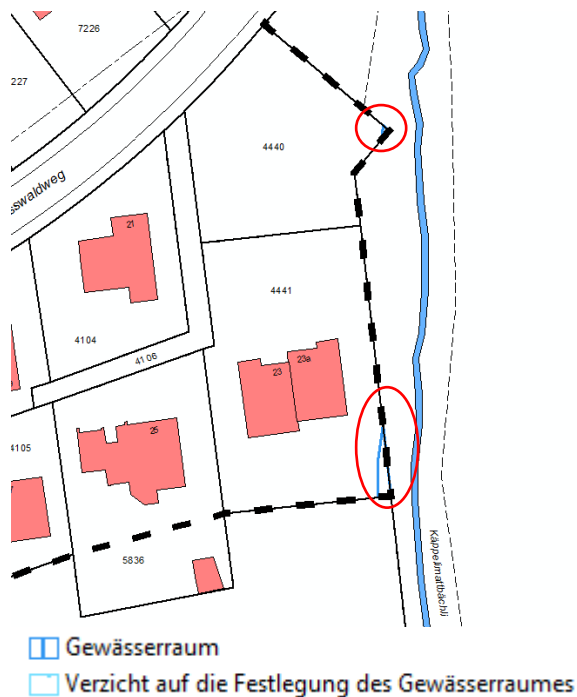 7226
227
4440
sswaldweg
21
4441
4104
4106
23
23a
4105
25
5836
Käppelimattbächli
Gewässerraum
Verzicht auf die Festlegung des Gewässerraumes